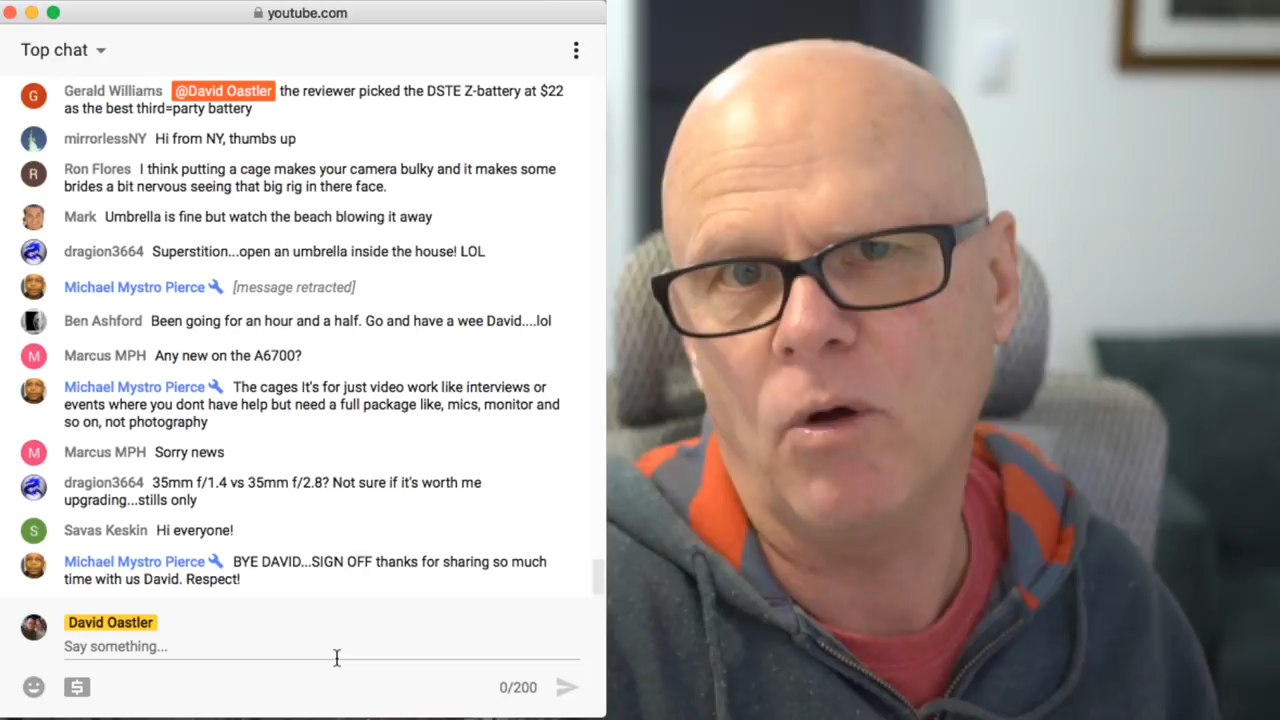 youtube.com
Top chat
G
Gerald Williams @David Oastler the reviewer picked the DSTE Z-battery at $22
as the best third=party battery
mirrorlessNY Hi from NY, thumbs up
R
Ron Flores I think putting a cage makes your camera bulky and it makes some
brides a bit nervous seeing that big rig in there face.
Mark Umbrella is fine but watch the beach blowing it away
dragion3664 Superstition...open an umbrella inside the house! LOL
Michael Mystro Pierce [message retracted]
Ben Ashford Been going for an hour and a half. Go and have a wee David....lol
M
Marcus MPH Any new on the A6700?
Michael Mystro Pierce The cages It's for just video work like interviews or
events where you dont have help but need a full package like, mics, monitor and
so on, not photography
M
Marcus MPH Sorry news
dragion3664 35mm f/1.4 vs 35mm f/2.8? Not sure if it's worth me
upgrading...stills only
S
Savas Keskin Hi everyone!
Michael Mystro Pierce BYE DAVID...SIGN OFF thanks for sharing so much
time with us David. Respect!
David Oastler
Say something...
$
0/200